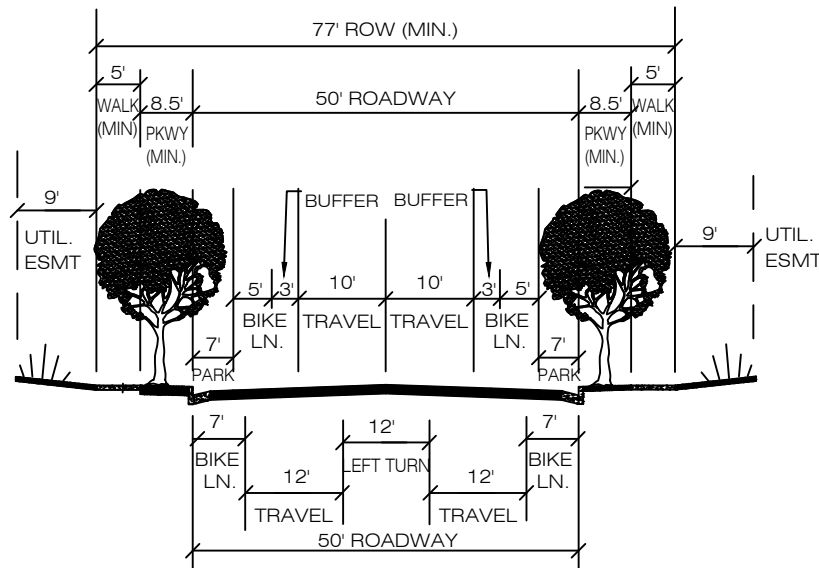 77' ROW (MIN.)
5'
5'
WALK
(MIN)
8.5'
50' ROADWAY
8.5'
WALK
(MIN)
PKWY
(MIN.)
PKWY
(MIN.)
9'
BUFFER
BUFFER
UTIL.
ESMT
9'
UTIL.
ESMT
5'
3'
10'
10'
3'
5'
BIKE
LN.
TRAVEL
TRAVEL
BIKE
LN.
7'
PARK
7'
PARK
7'
12'
7'
BIKE
LN.
LEFT TURN
BIKE
LN.
12'
12'
TRAVEL
TRAVEL
50' ROADWAY